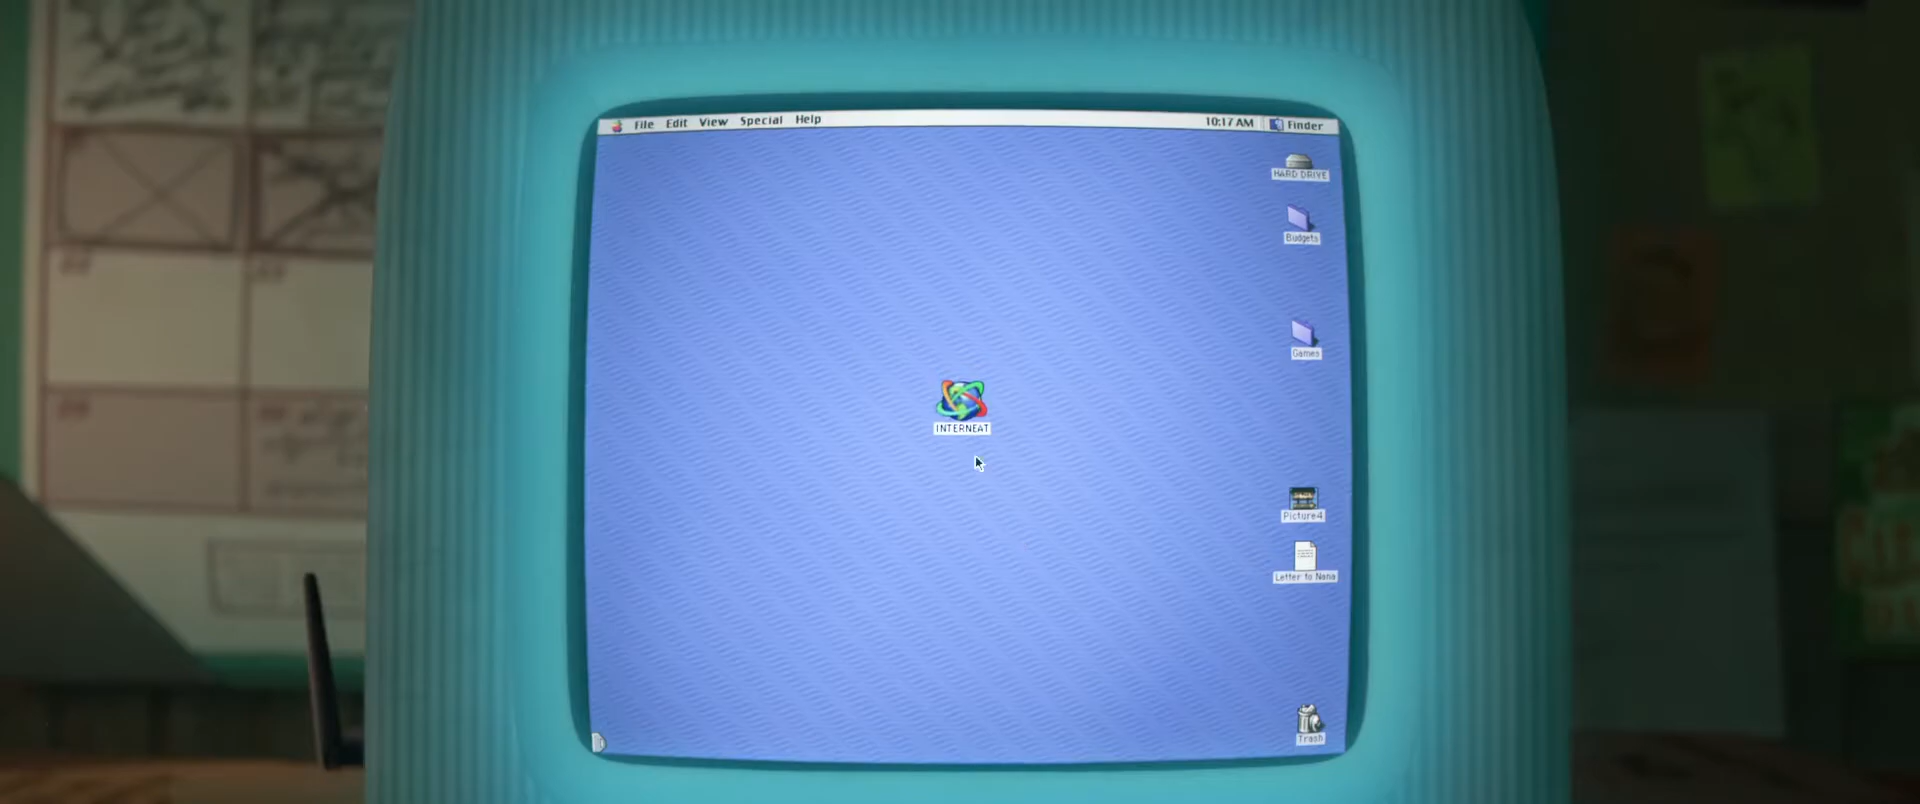 File Edit View Special Help 10:17 AM Finder
HARD DRIVE
Budgets
Games
INTERNEAT
Picture4
Letter to Nana
Trash